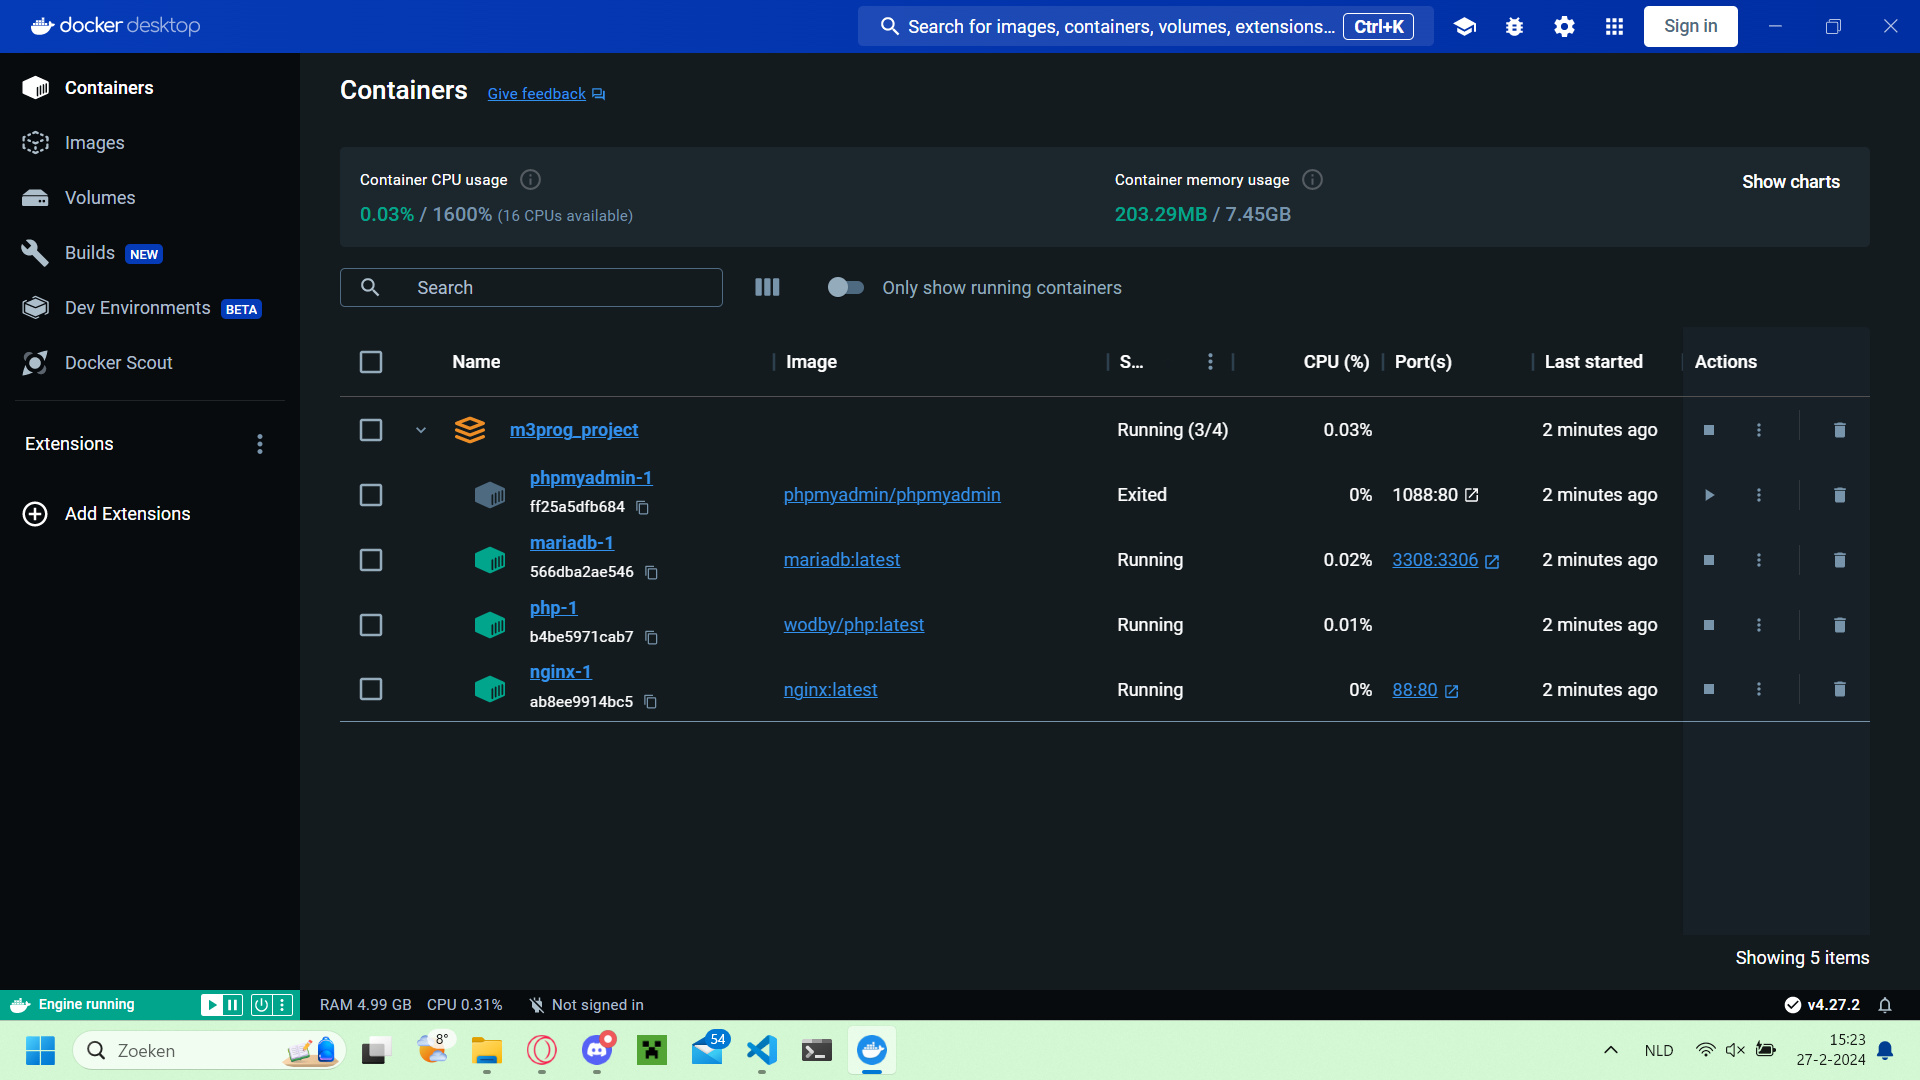 docker desktop
Search for images, containers, volumes, extensions... Ctrl+K
Sign in
Containers
Images
Volumes
Builds NEW
Dev Environments BETA
Docker Scout
Extensions
Add Extensions
Containers Give feedback
Container CPU usage
0.03% / 1600% (16 CPUs available)
Container memory usage
203.29MB / 7.45GB
Show charts
Search
Only show running containers
Name Image S... CPU (%) Port(s) Last started Actions
m3prog_project Running (3/4) 0.03% 2 minutes ago
phpmyadmin-1
ff25a5dfb684
phpmyadmin/phpmyadmin Exited 0% 1088:80 2 minutes ago
mariadb-1
566dba2ae546
mariadb:latest Running 0.02% 3308:3306 2 minutes ago
php-1
b4be5971cab7
wodby/php:latest Running 0.01% 2 minutes ago
nginx-1
ab8ee9914bc5
nginx:latest Running 0% 88:80 2 minutes ago
Showing 5 items
Engine running
RAM 4.99 GB CPU 0.31% Not signed in
v4.27.2
Zoeken
8°
54
NLD
15:23
27-2-2024